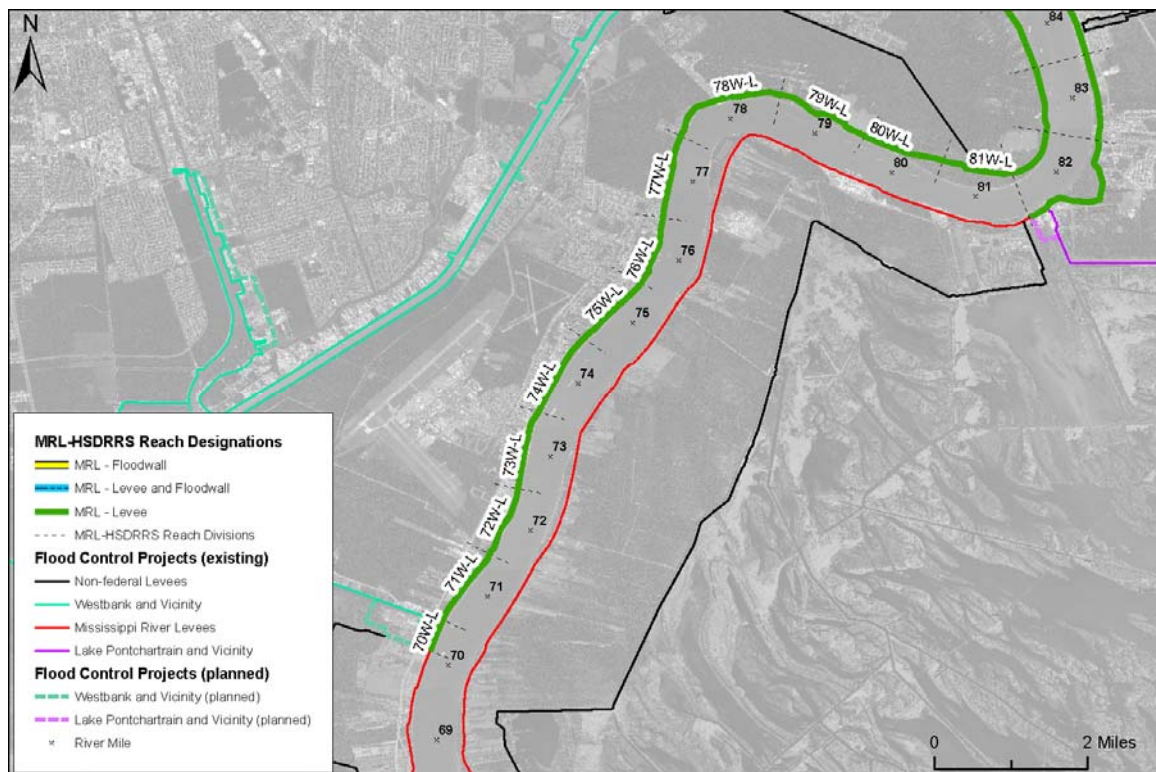 N
84
83
82
78W-L
78
79W-L
79
80W-L
80
81W-L
81
77W-L
77
76W-L
76
75W-L
75
74W-L
74
73W-L
73
72W-L
72
71W-L
71
70W-L
70
69
MRL-HSDRRS Reach Designations
MRL - Floodwall
MRL - Levee and Floodwall
MRL - Levee
MRL-HSDRRS Reach Divisions
Flood Control Projects (existing)
Non-federal Levees
Westbank and Vicinity
Mississippi River Levees
Lake Pontchartrain and Vicinity
Flood Control Projects (planned)
Westbank and Vicinity (planned)
Lake Pontchartrain and Vicinity (planned)
River Mile
0 2 Miles